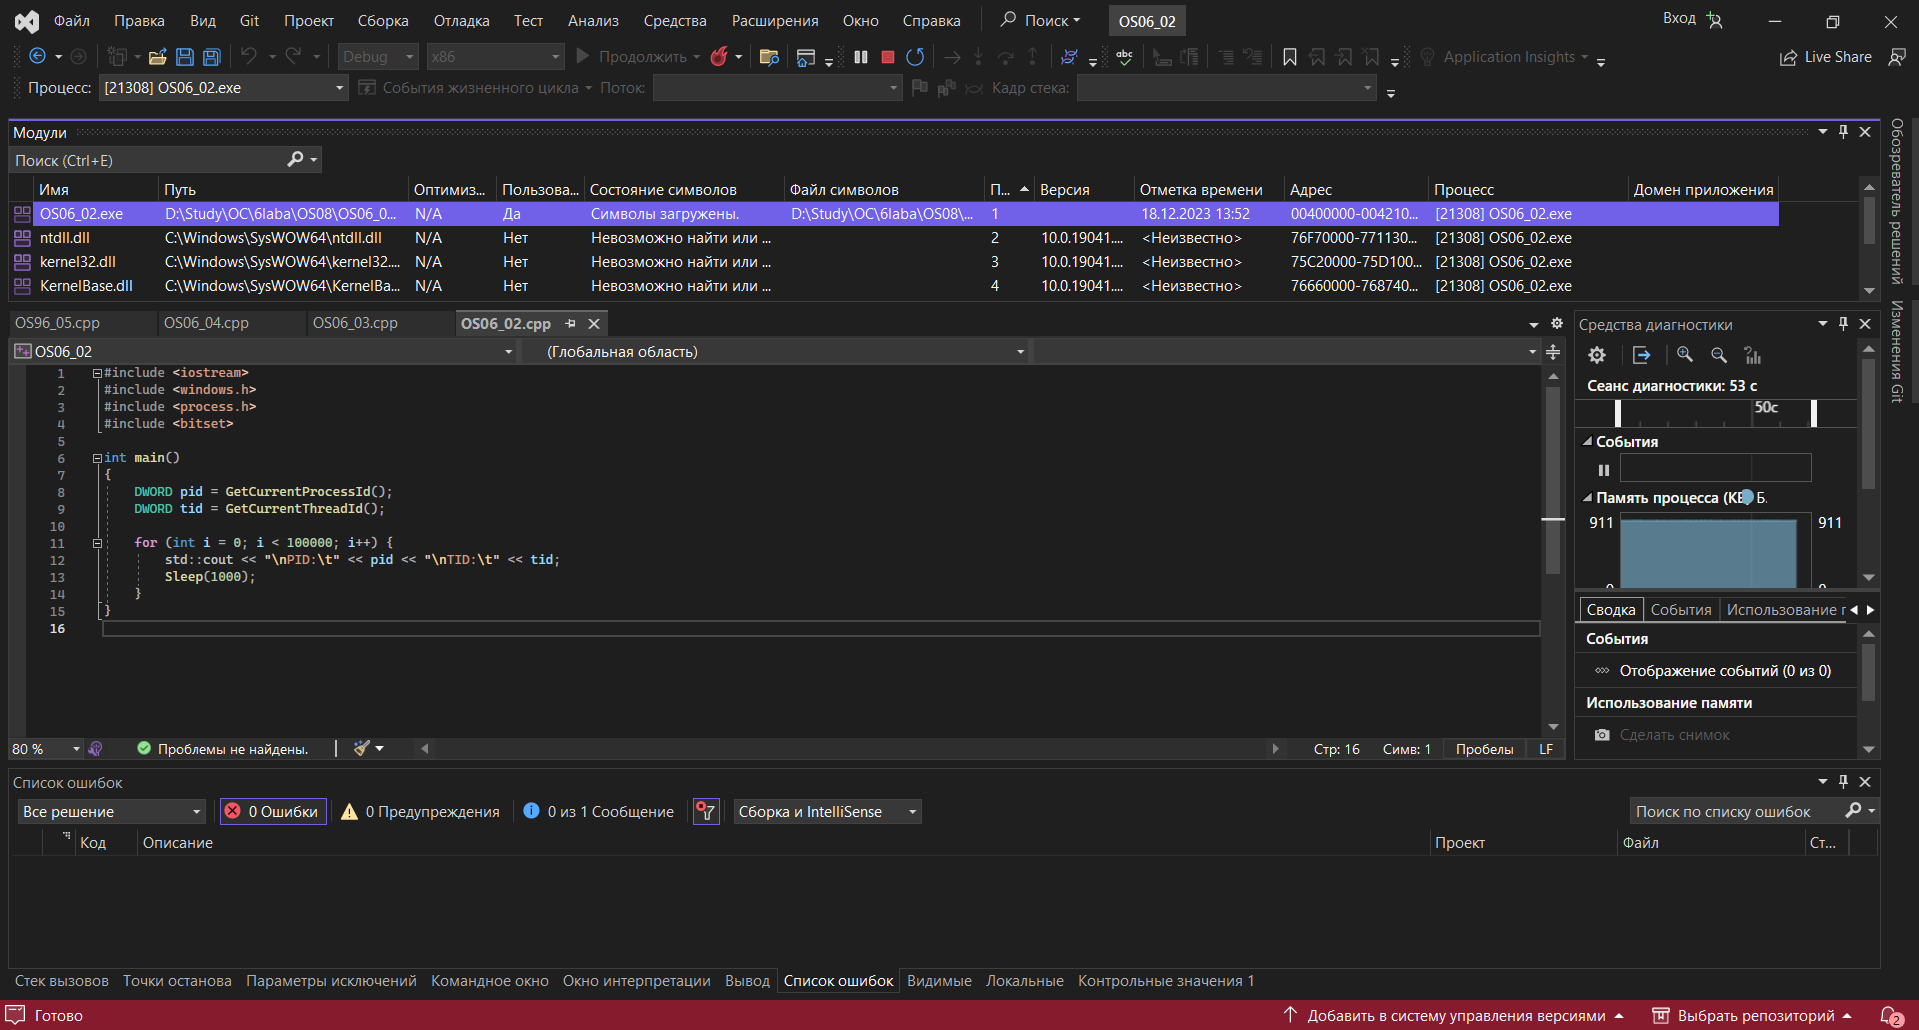 Файл Правка Вид Git Проект Сборка Отладка Тест Анализ Средства Расширения Окно Справка Поиск OS06_02 Вход
Debug x86 Продолжить abc Application Insights Live Share
Процесс: [21308] OS06_02.exe События жизненного цикла Поток: Кадр стека:
Модули
Поиск (Ctrl+E)
Имя Путь Оптимиз... Пользова... Состояние символов Файл символов П... Версия Отметка времени Адрес Процесс Домен приложения
OS06_02.exe D:\Study\OC\6laba\OS08\OS06_0... N/A Да Символы загружены. D:\Study\OC\6laba\OS08\... 1 18.12.2023 13:52 00400000-004210... [21308] OS06_02.exe
ntdll.dll C:\Windows\SysWOW64\ntdll.dll N/A Нет Невозможно найти или ... 2 10.0.19041.... <Неизвестно> 76F70000-771130... [21308] OS06_02.exe
kernel32.dll C:\Windows\SysWOW64\kernel32.... N/A Нет Невозможно найти или ... 3 10.0.19041.... <Неизвестно> 75C20000-75D100... [21308] OS06_02.exe
KernelBase.dll C:\Windows\SysWOW64\KernelBa... N/A Нет Невозможно найти или ... 4 10.0.19041.... <Неизвестно> 76660000-768740... [21308] OS06_02.exe
Обозреватель решений
Изменения Git
OS96_05.cpp OS06_04.cpp OS06_03.cpp OS06_02.cpp
OS06_02 (Глобальная область)
1 #include <iostream>
2 #include <windows.h>
3 #include <process.h>
4 #include <bitset>
5
6 int main()
7 {
8 DWORD pid = GetCurrentProcessId();
9 DWORD tid = GetCurrentThreadId();
10
11 for (int i = 0; i < 100000; i++) {
12 std::cout << "\nPID:\t" << pid << "\nTID:\t" << tid;
13 Sleep(1000);
14 }
15 }
16
80 % Проблемы не найдены. Стр: 16 Симв: 1 Пробелы LF
Средства диагностики
Сеанс диагностики: 53 с
50с
События
Память процесса (КБ Б.
911 911
0 0
Сводка События Использование п
События
Отображение событий (0 из 0)
Использование памяти
Сделать снимок
Список ошибок
Все решение 0 Ошибки 0 Предупреждения 0 из 1 Сообщение Сборка и IntelliSense Поиск по списку ошибок
Код Описание Проект Файл Ст...
Стек вызовов Точки останова Параметры исключений Командное окно Окно интерпретации Вывод Список ошибок Видимые Локальные Контрольные значения 1
Готово Добавить в систему управления версиями Выбрать репозиторий 2